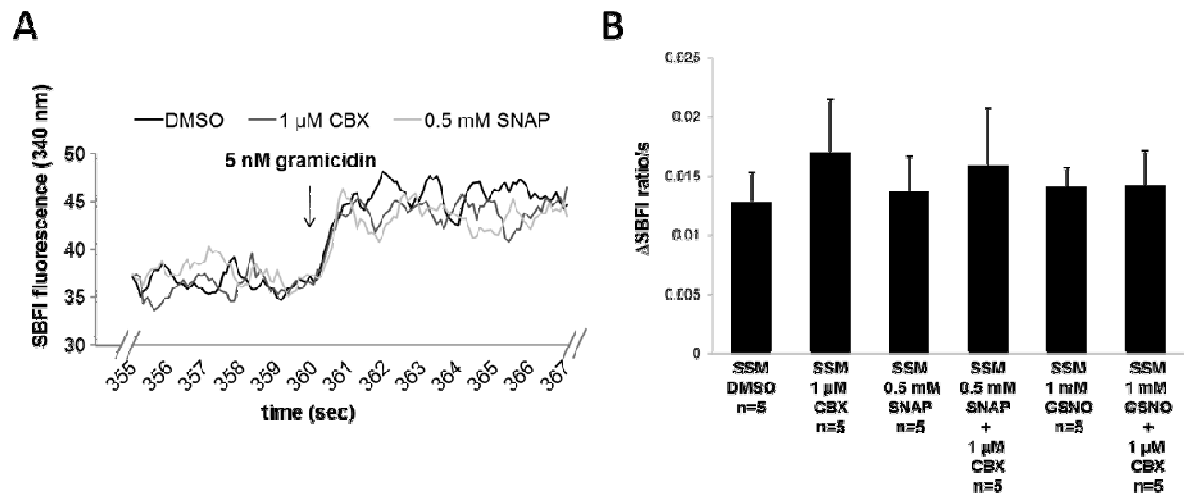 A
SBFI fluorescence (340 nm)
DMSO 1 µM CBX 0.5 mM SNAP
5 nM gramicidin
50
45
40
35
30
355 356 357 358 359 360 361 362 363 364 365 366 367
time (sec)
B
ΔSBFI ratio/s
0.025
0.02
0.015
0.01
0.005
0
SSM
DMSO
n=5
SSM
1 µM
CBX
n=5
SSM
0.5 mM
SNAP
n=5
SSM
0.5 mM
SNAP
+
1 µM
CBX
n=5
SSM
1 mM
GSNO
n=5
SSM
1 mM
GSNO
+
1 µM
CBX
n=5